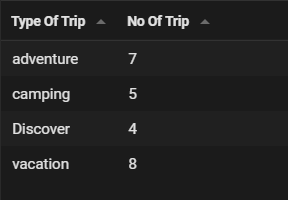 Type Of Trip No Of Trip
adventure 7
camping 5
Discover 4
vacation 8